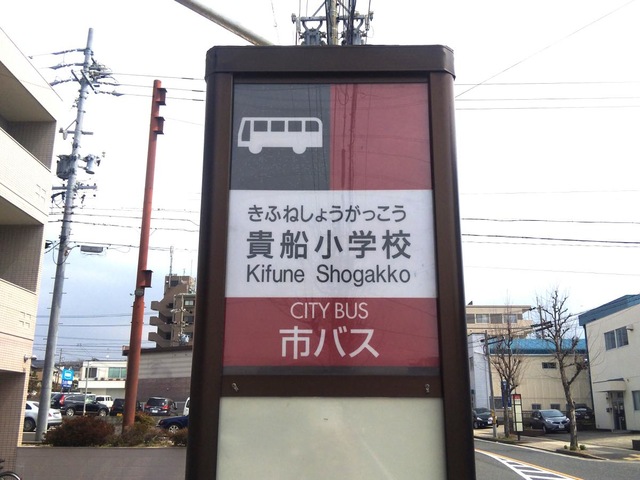 きふねしょうがっこう
貴船小学校
Kifune Shogakko
CITY BUS
市バス